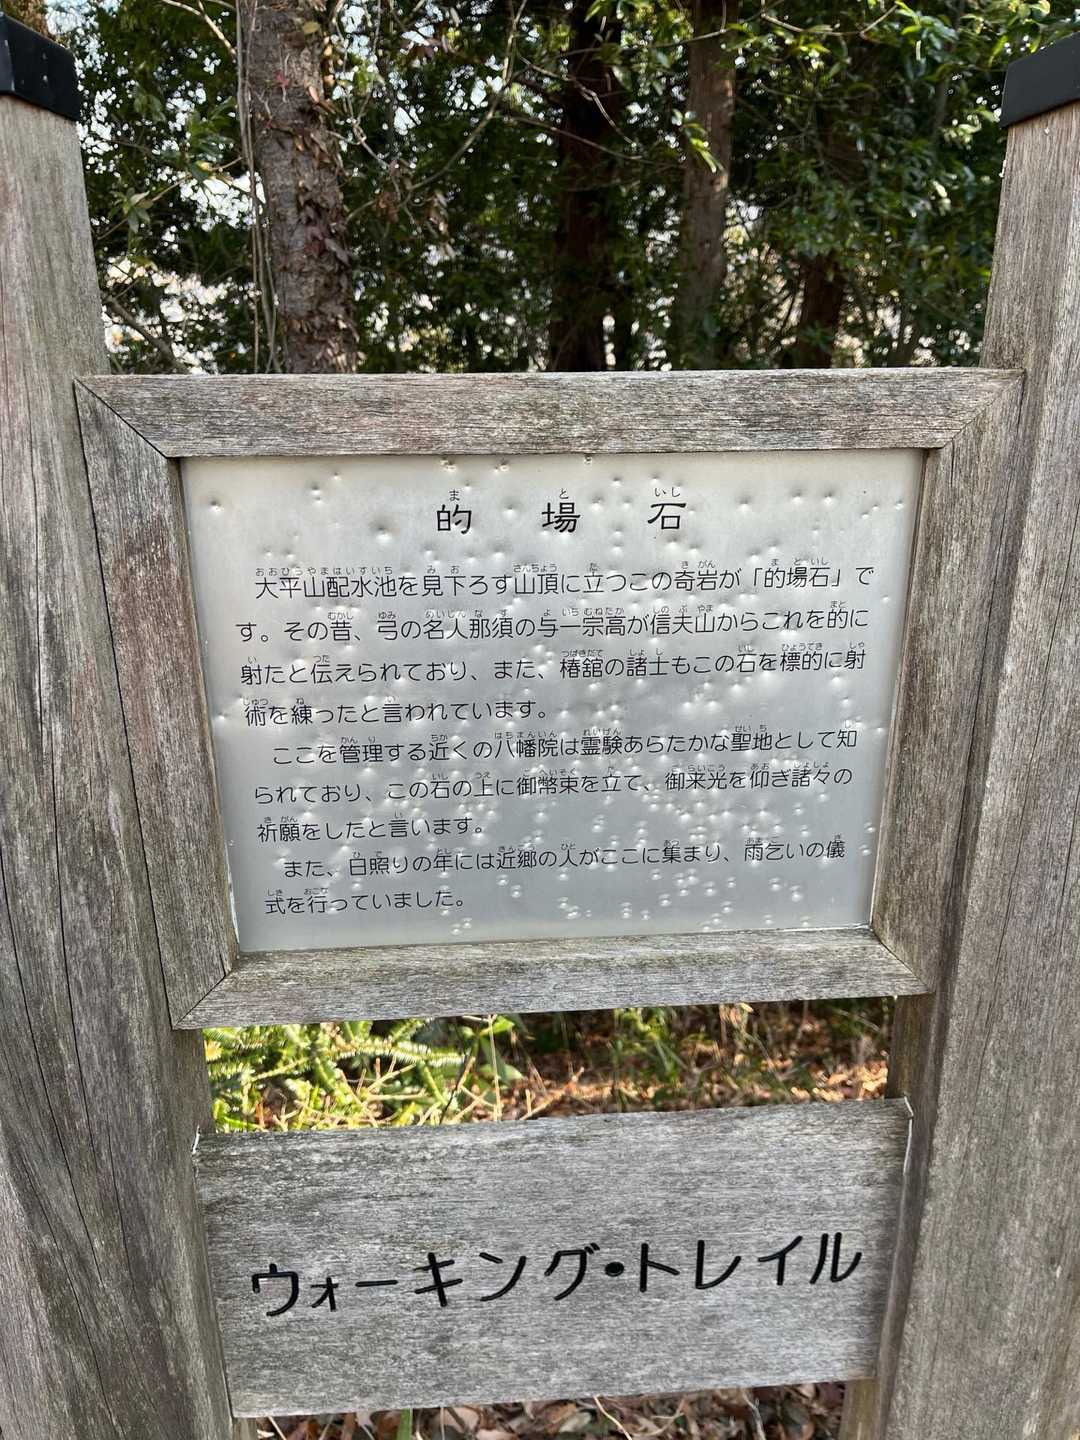 的場石
大平山配水池を見下ろす山頂に立つこの奇岩が「的場石」で
す。その昔、弓の名人那須の与一宗高が信夫山からこれを的に
射たと伝えられており、また、椿舘の諸士もこの石を標的に射
術を練ったと言われています。
ここを管理する近くの八幡院は霊験あらたかな聖地として知
られており、この石の上に御幣束を立て、御来光を仰ぎ諸々の
祈願をしたと言います。
また、日照りの年には近郷の人がここに集まり、雨乞いの儀
式を行っていました。
ウォーキング・トレイル